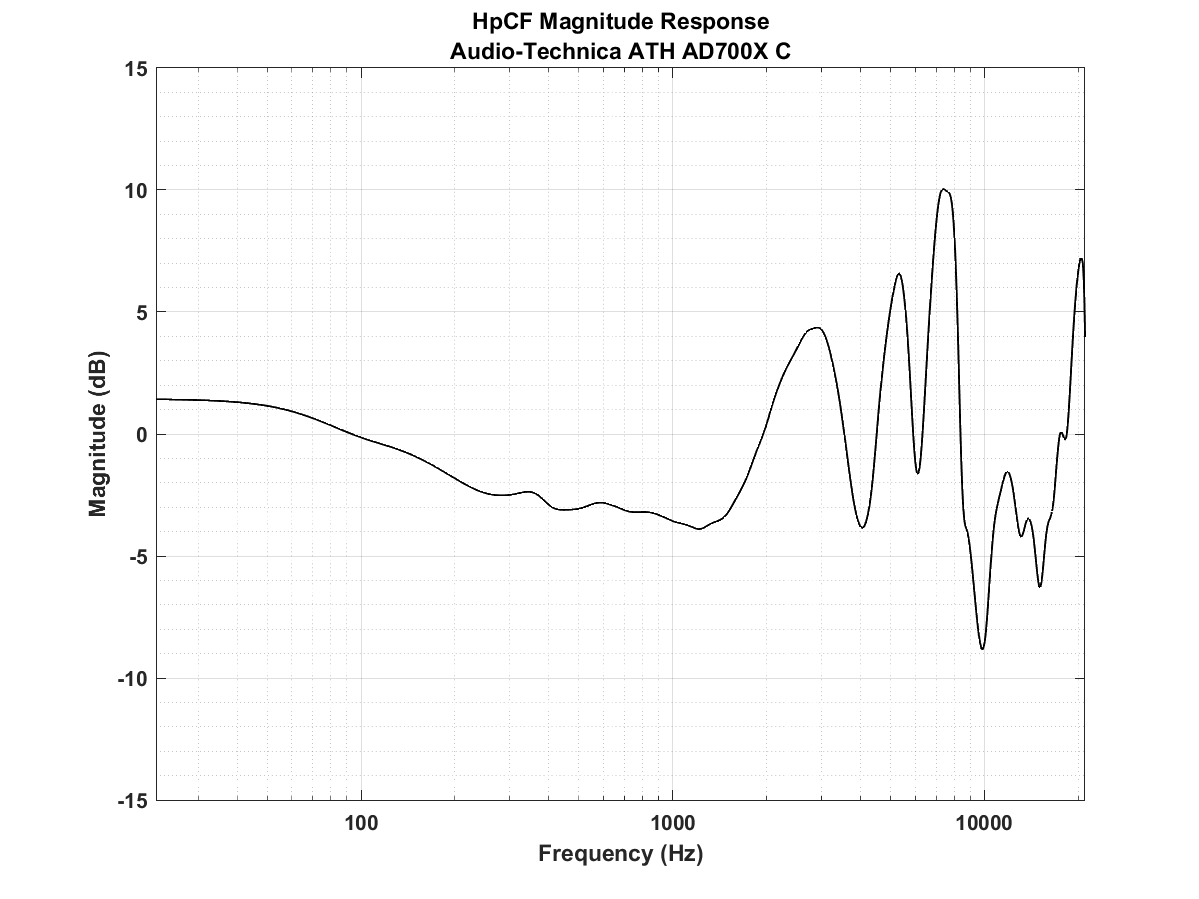 HpCF Magnitude Response
Audio-Technica ATH AD700X C
15
10
5
0
-5
-10
-15
Magnitude (dB)
100
1000
10000
Frequency (Hz)